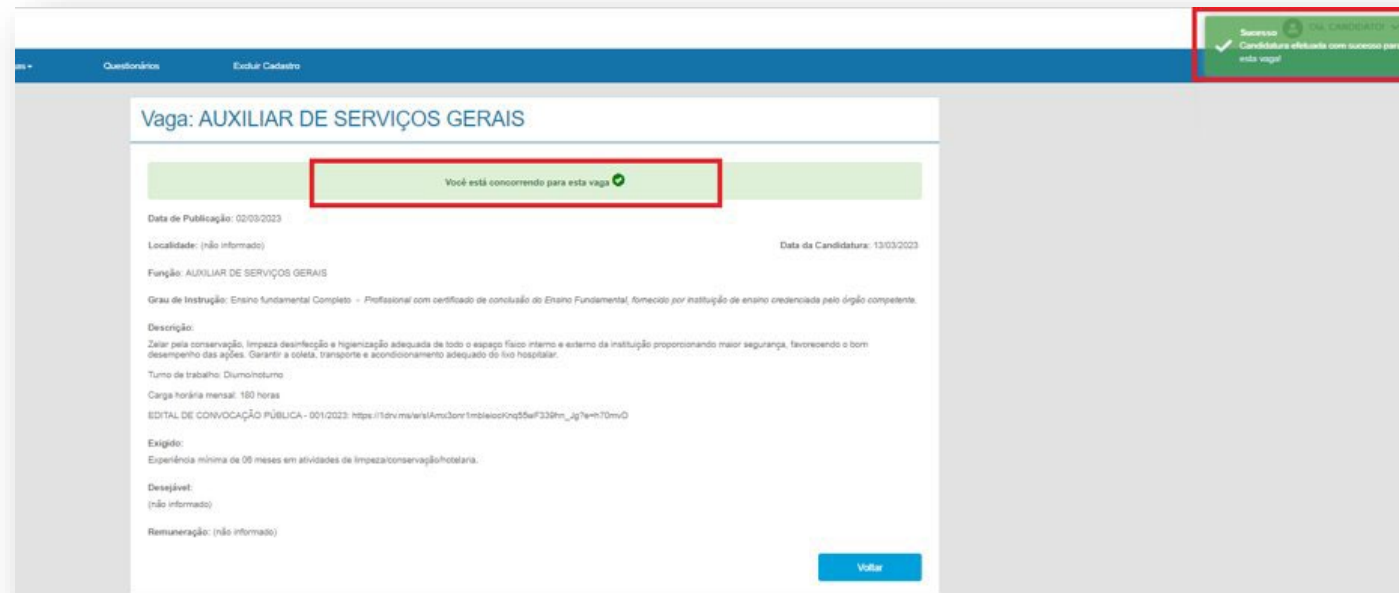 Sucesso
OLÁ, CANDIDATO!
Candidatura efetuada com sucesso para
esta vaga!
Questionários
Excluir Cadastro
Vaga: AUXILIAR DE SERVIÇOS GERAIS
Você está concorrendo para esta vaga
Data de Publicação: 02/03/2023
Localidade: (não informado)
Data da Candidatura: 13/03/2023
Função: AUXILIAR DE SERVIÇOS GERAIS
Grau de Instrução: Ensino fundamental Completo - Profissional com certificado de conclusão do Ensino Fundamental, fornecido por instituição de ensino credenciada pelo órgão competente.
Descrição:
Zelar pela conservação, limpeza desinfecção e higienização adequada de todo o espaço físico interno e externo da instituição proporcionando maior segurança, favorecendo o bom
desempenho das ações. Garantir a coleta, transporte e acondicionamento adequado do lixo hospitalar.
Turno de trabalho: Diurno/noturno
Carga horária mensal: 180 horas
EDITAL DE CONVOCAÇÃO PÚBLICA - 001/2023:
Exigido:
Experiência mínima de 06 meses em atividades de limpeza/conservação/hotelaria.
Desejável:
(não informado)
Remuneração: (não informado)
Voltar